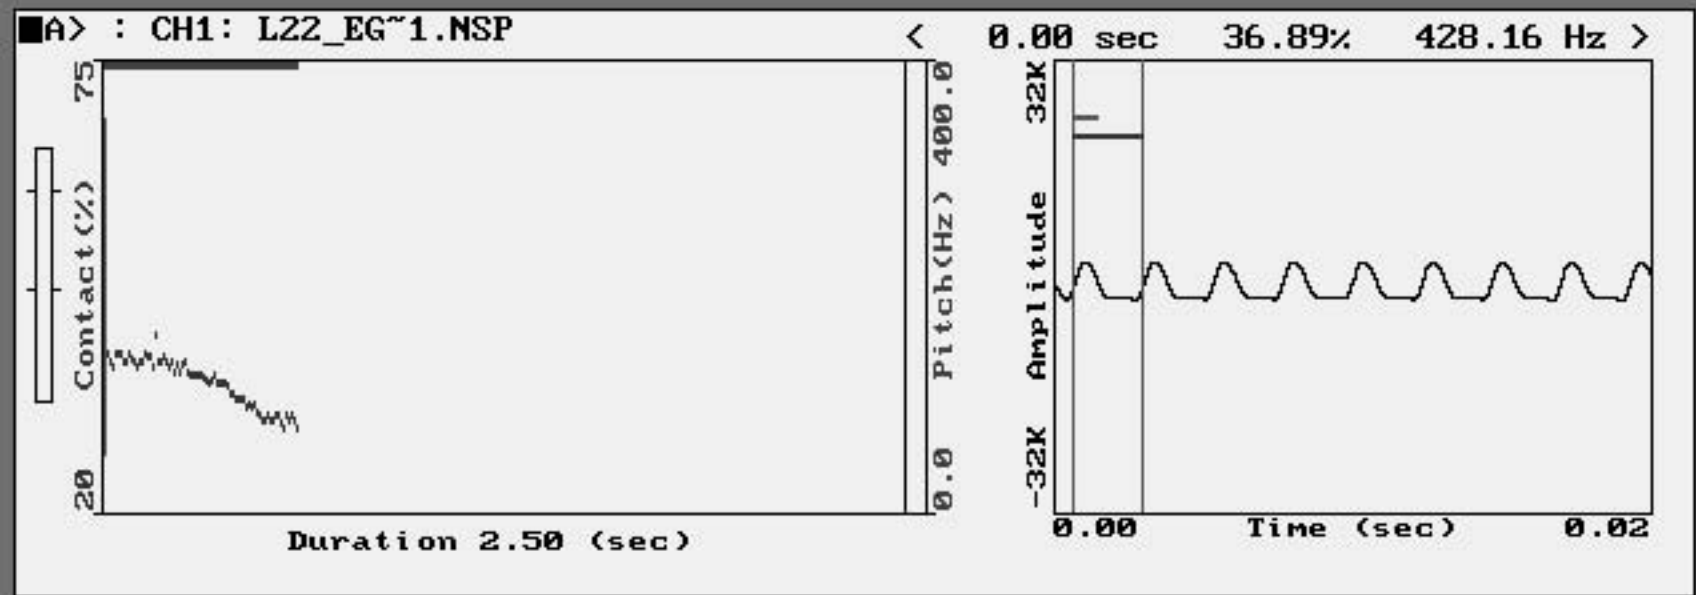 ■A> : CH1: L22_EG~1.NSP
< 0.00 sec 36.89% 428.16 Hz >
75
Contact(%)
20
400.0
Pitch(Hz)
0.0
Duration 2.50 (sec)
32K
Amplitude
-32K
0.00 Time (sec) 0.02